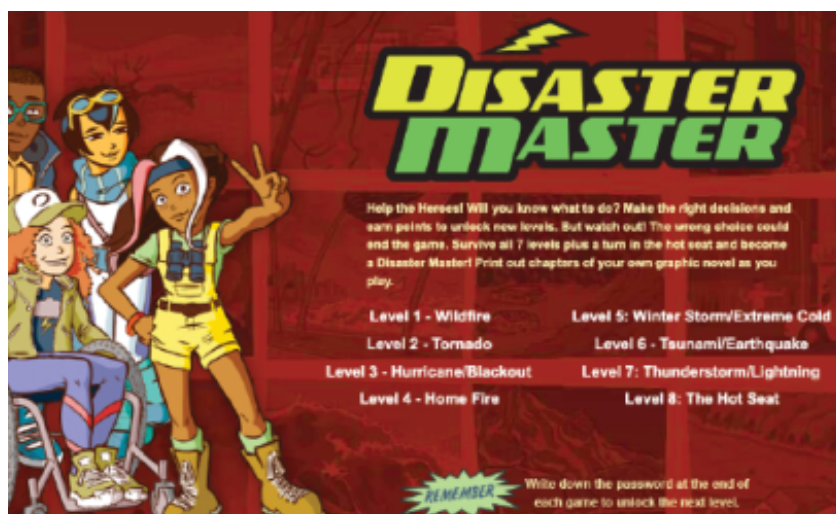 DISASTER
MASTER
Help the Heroes! Will you know what to do? Make the right decisions and
earn points to unlock new levels. But watch out! The wrong choice could
end the game. Survive all 7 levels plus a turn in the hot seat and become
a Disaster Master! Print out chapters of your own graphic novel as you
play.
Level 1 - Wildfire
Level 2 - Tornado
Level 3 - Hurricane/Blackout
Level 4 - Home Fire
Level 5: Winter Storm/Extreme Cold
Level 6 - Tsunami/Earthquake
Level 7: Thunderstorm/Lightning
Level 8: The Hot Seat
REMEMBER
Write down the password at the end of
each game to unlock the next level.